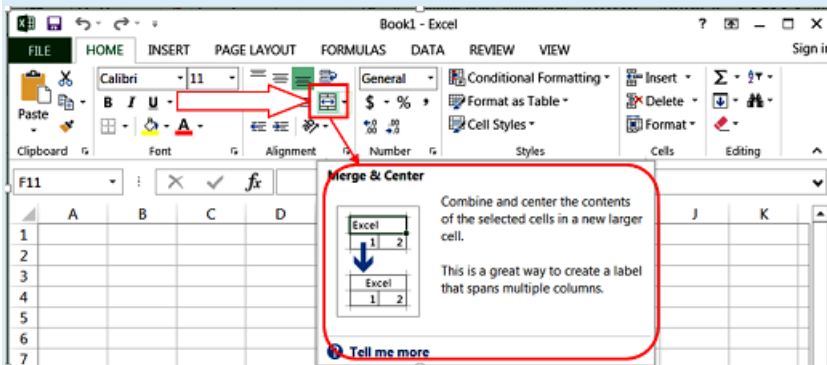 Book1 - Excel
FILE HOME INSERT PAGE LAYOUT FORMULAS DATA REVIEW VIEW Sign in
Calibri 11 General Conditional Formatting Insert
Paste B I U $ % , Format as Table Delete
A Cell Styles Format
Clipboard Font Alignment Number Styles Cells Editing
F11 fx
Merge & Center
Combine and center the contents
of the selected cells in a new larger
cell.
This is a great way to create a label
that spans multiple columns.
Excel
1 2
Excel
1 2
Tell me more
A B C D J K
1
2
3
4
5
6
7